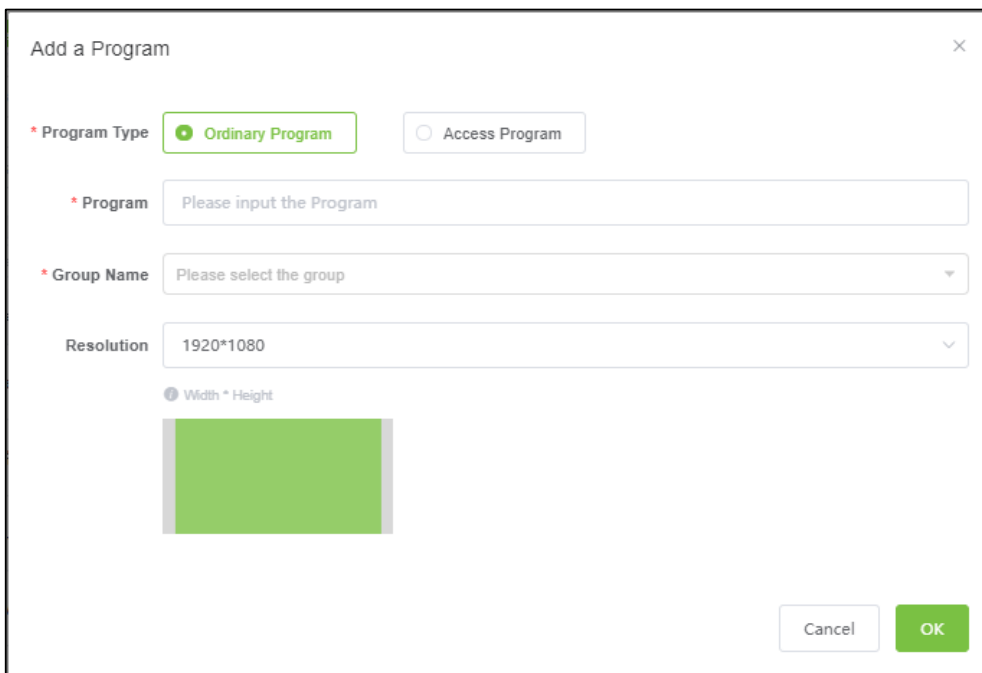 Add a Program
* Program Type Ordinary Program Access Program
* Program Please input the Program
* Group Name Please select the group
Resolution 1920*1080
Width * Height
Cancel OK